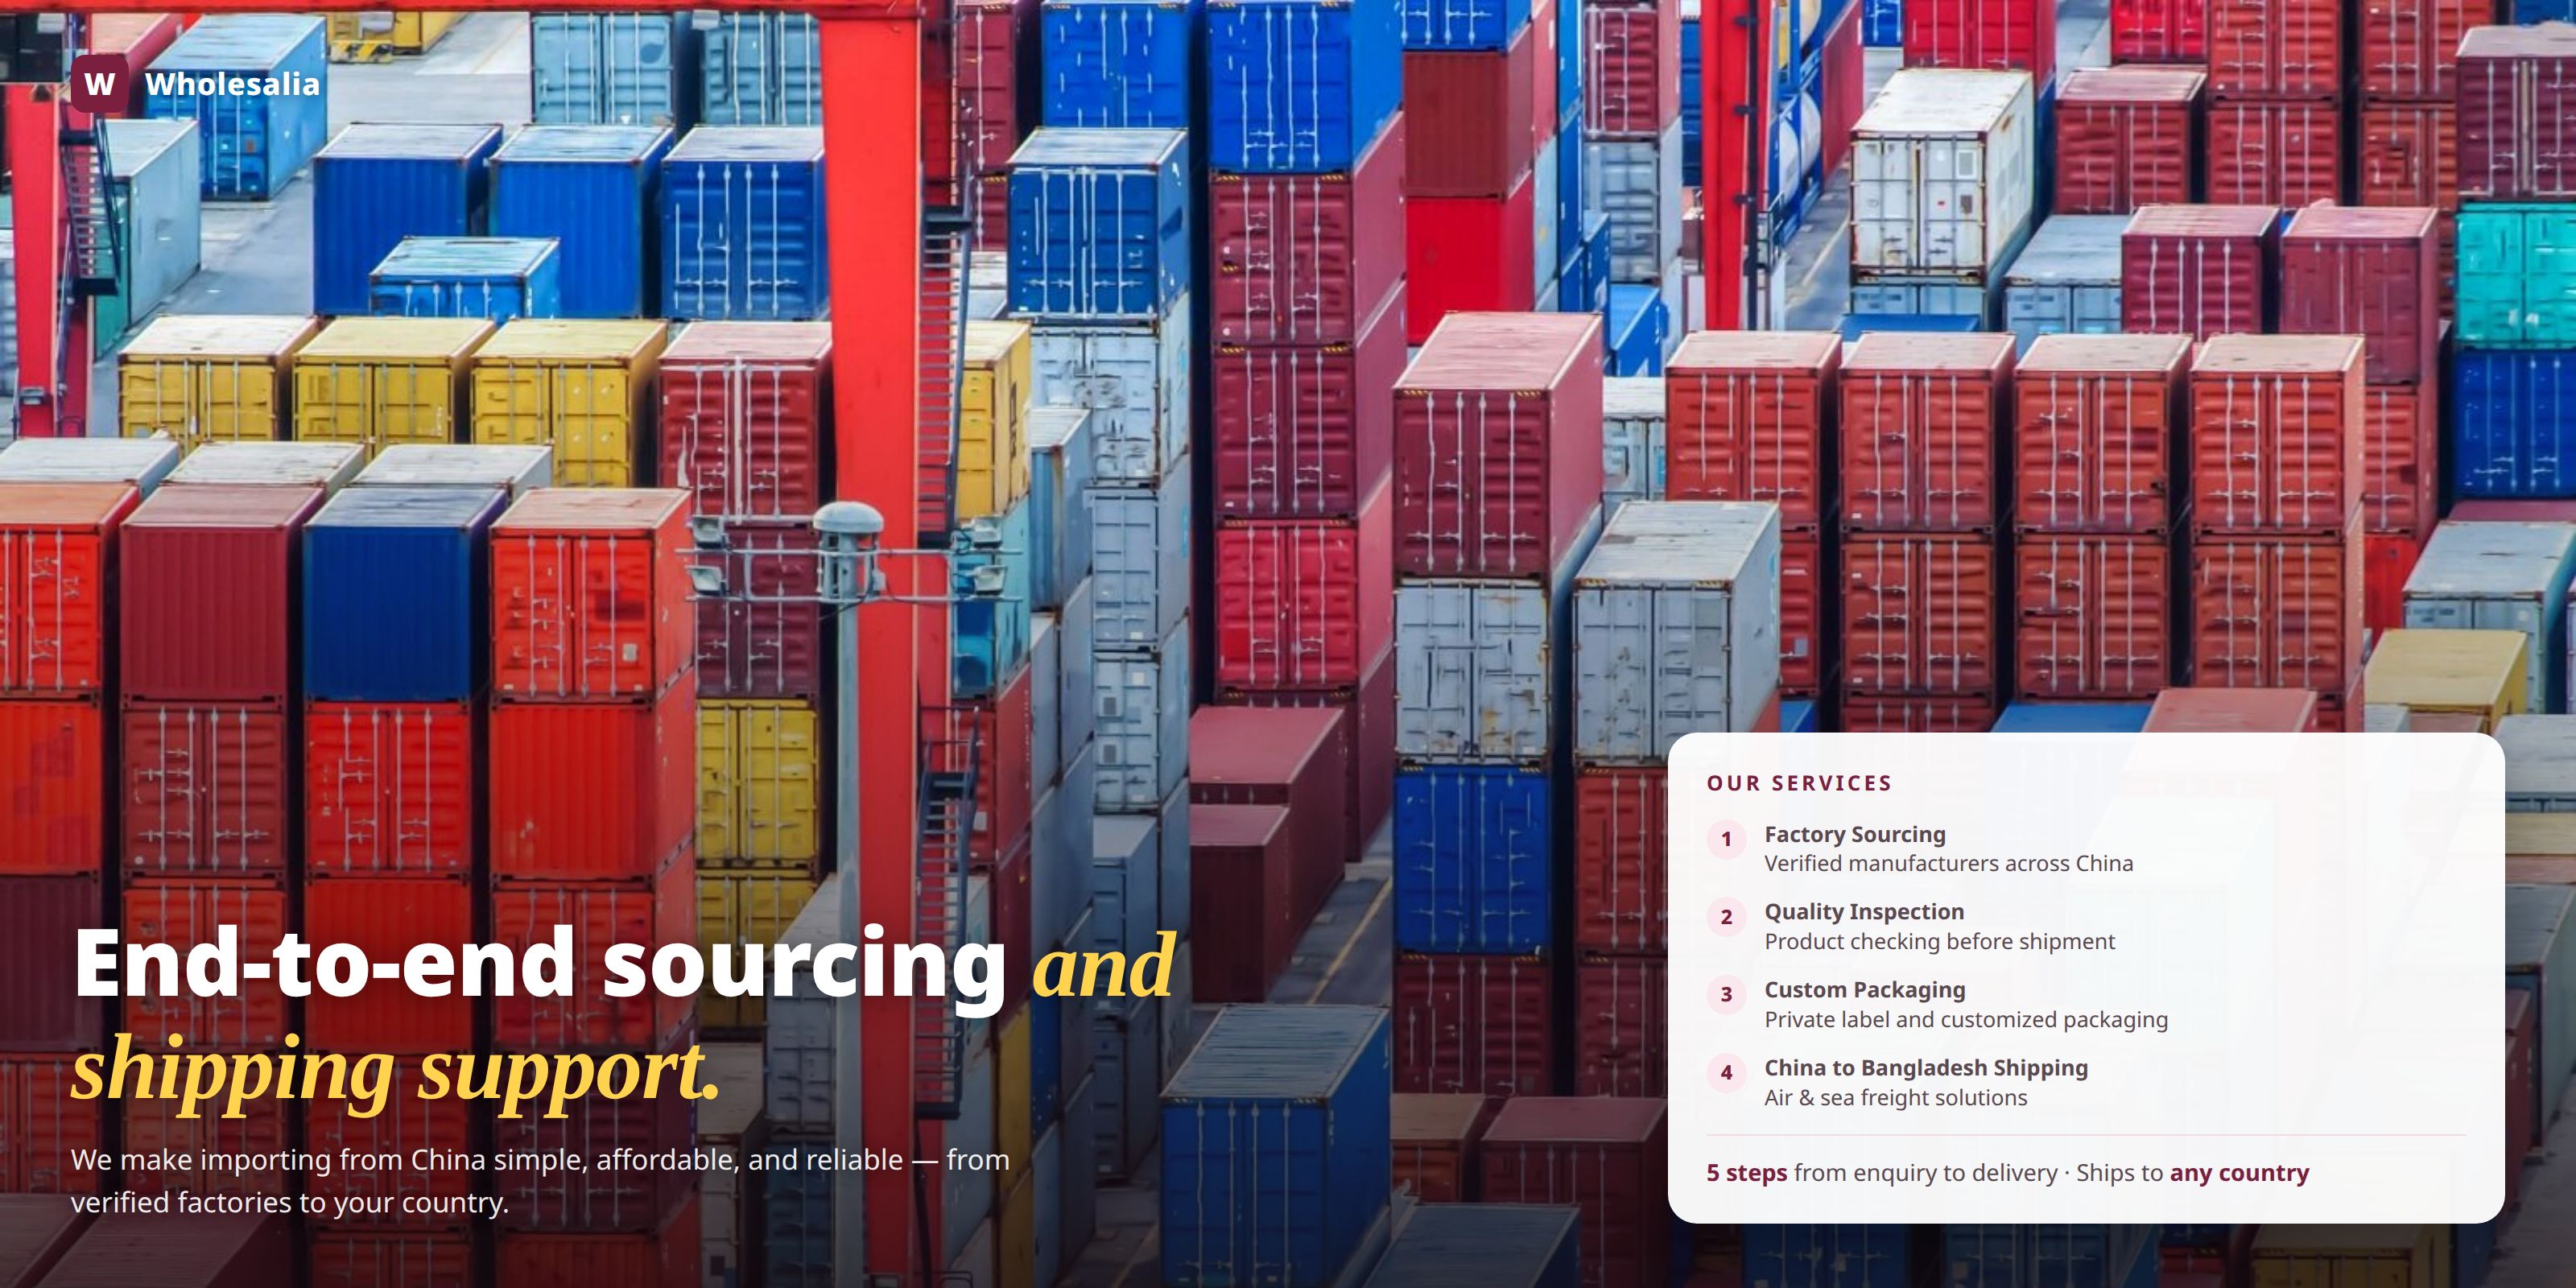 W Wholesalia
End-to-end sourcing and
shipping support.
We make importing from China simple, affordable, and reliable — from
verified factories to your country.
OUR SERVICES
1 Factory Sourcing
Verified manufacturers across China
2 Quality Inspection
Product checking before shipment
3 Custom Packaging
Private label and customized packaging
4 China to Bangladesh Shipping
Air & sea freight solutions
5 steps from enquiry to delivery · Ships to any country